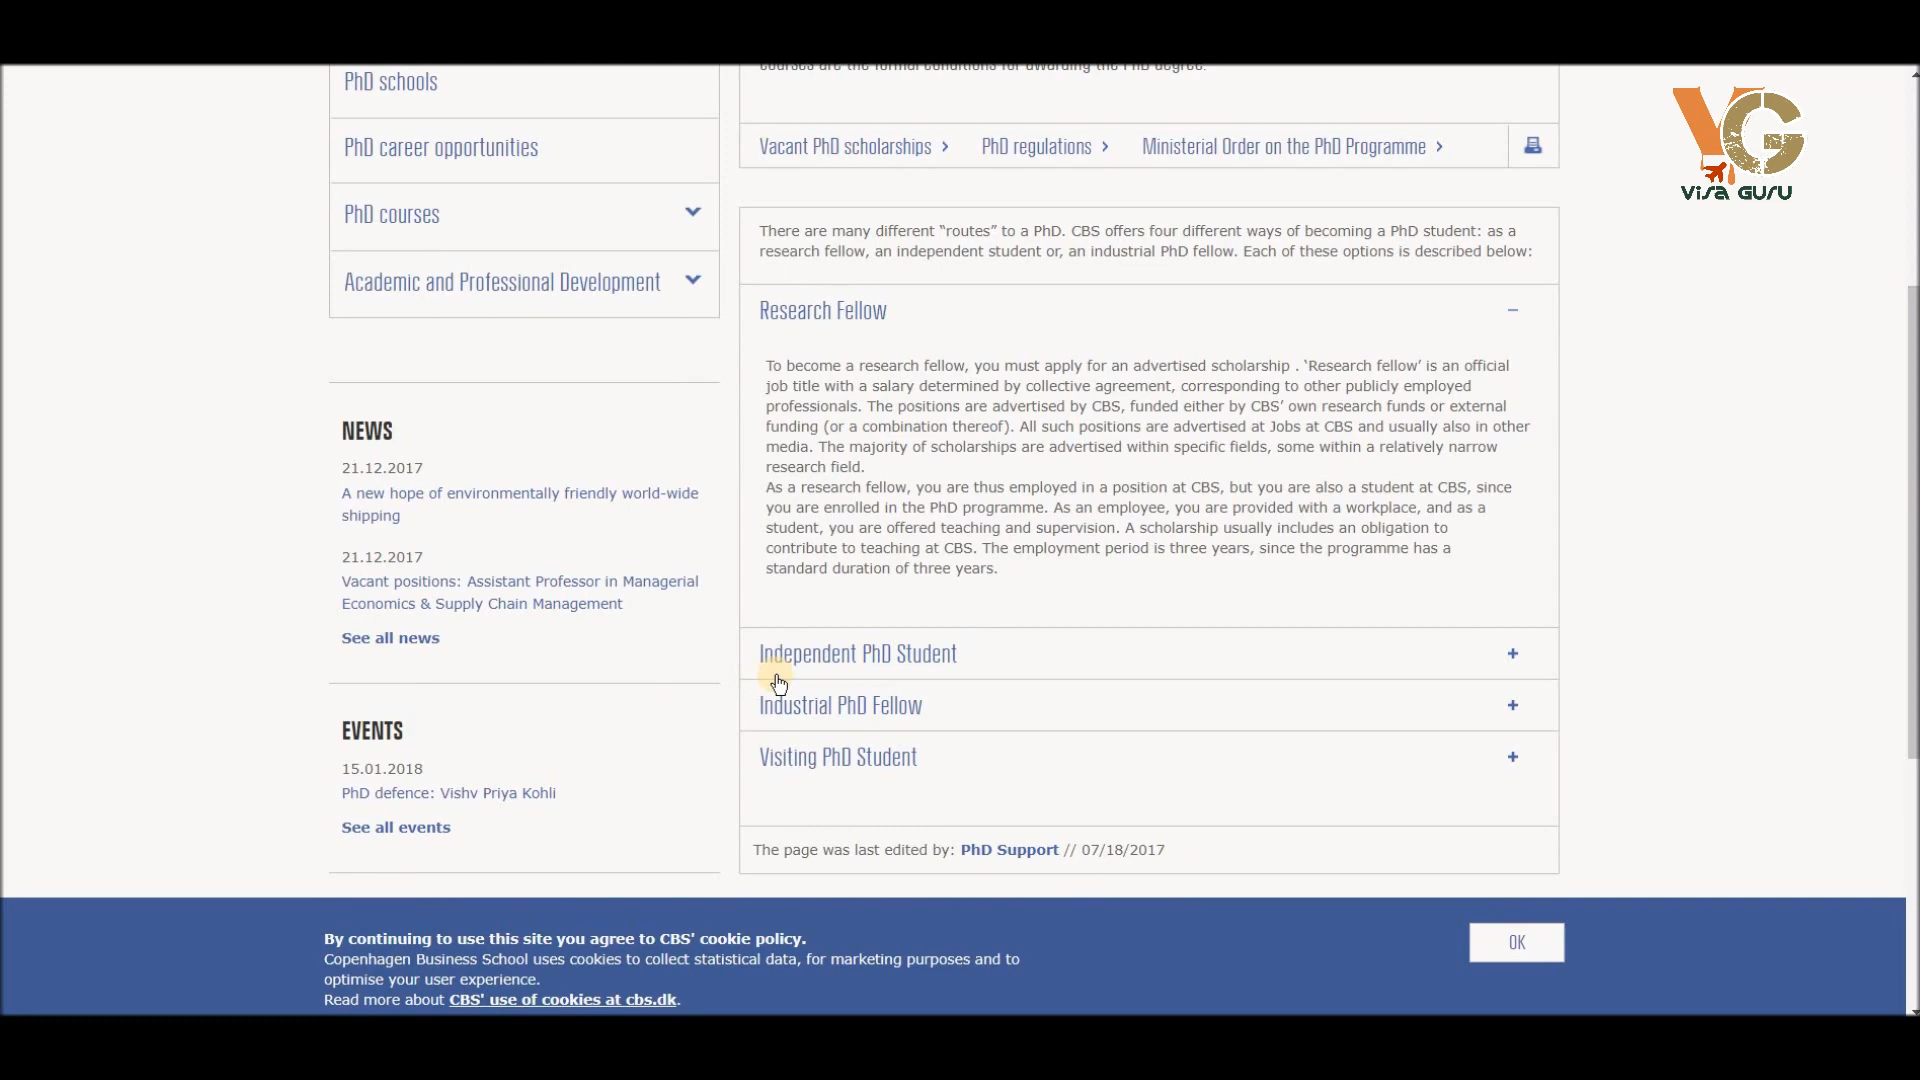 PhD schools
PhD career opportunities
PhD courses
Academic and Professional Development
NEWS
21.12.2017
A new hope of environmentally friendly world-wide
shipping
21.12.2017
Vacant positions: Assistant Professor in Managerial
Economics & Supply Chain Management
See all news
EVENTS
15.01.2018
PhD defence: Vishv Priya Kohli
See all events
courses are the formal conditions for awarding the PhD degree.
Vacant PhD scholarships › PhD regulations › Ministerial Order on the PhD Programme ›
There are many different “routes” to a PhD. CBS offers four different ways of becoming a PhD student: as a
research fellow, an independent student or, an industrial PhD fellow. Each of these options is described below:
Research Fellow −
To become a research fellow, you must apply for an advertised scholarship . ‘Research fellow’ is an official
job title with a salary determined by collective agreement, corresponding to other publicly employed
professionals. The positions are advertised by CBS, funded either by CBS’ own research funds or external
funding (or a combination thereof). All such positions are advertised at Jobs at CBS and usually also in other
media. The majority of scholarships are advertised within specific fields, some within a relatively narrow
research field.
As a research fellow, you are thus employed in a position at CBS, but you are also a student at CBS, since
you are enrolled in the PhD programme. As an employee, you are provided with a workplace, and as a
student, you are offered teaching and supervision. A scholarship usually includes an obligation to
contribute to teaching at CBS. The employment period is three years, since the programme has a
standard duration of three years.
Independent PhD Student +
Industrial PhD Fellow +
Visiting PhD Student +
The page was last edited by: PhD Support // 07/18/2017
VG
VISA GURU
By continuing to use this site you agree to CBS' cookie policy.
Copenhagen Business School uses cookies to collect statistical data, for marketing purposes and to
optimise your user experience.
Read more about CBS' use of cookies at cbs.dk.
OK